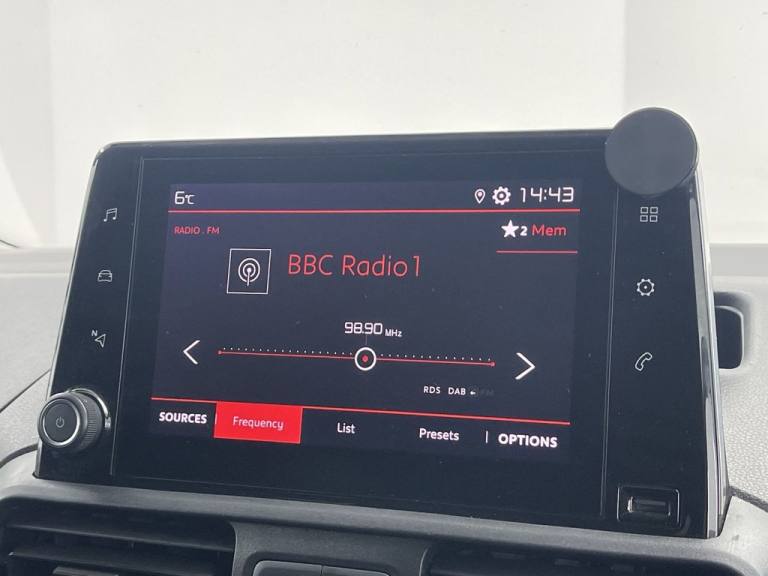 6°C 14:43
RADIO . FM ★2 Mem
BBC Radio1
98.90 MHz
RDS DAB FM
SOURCES Frequency List Presets OPTIONS
N